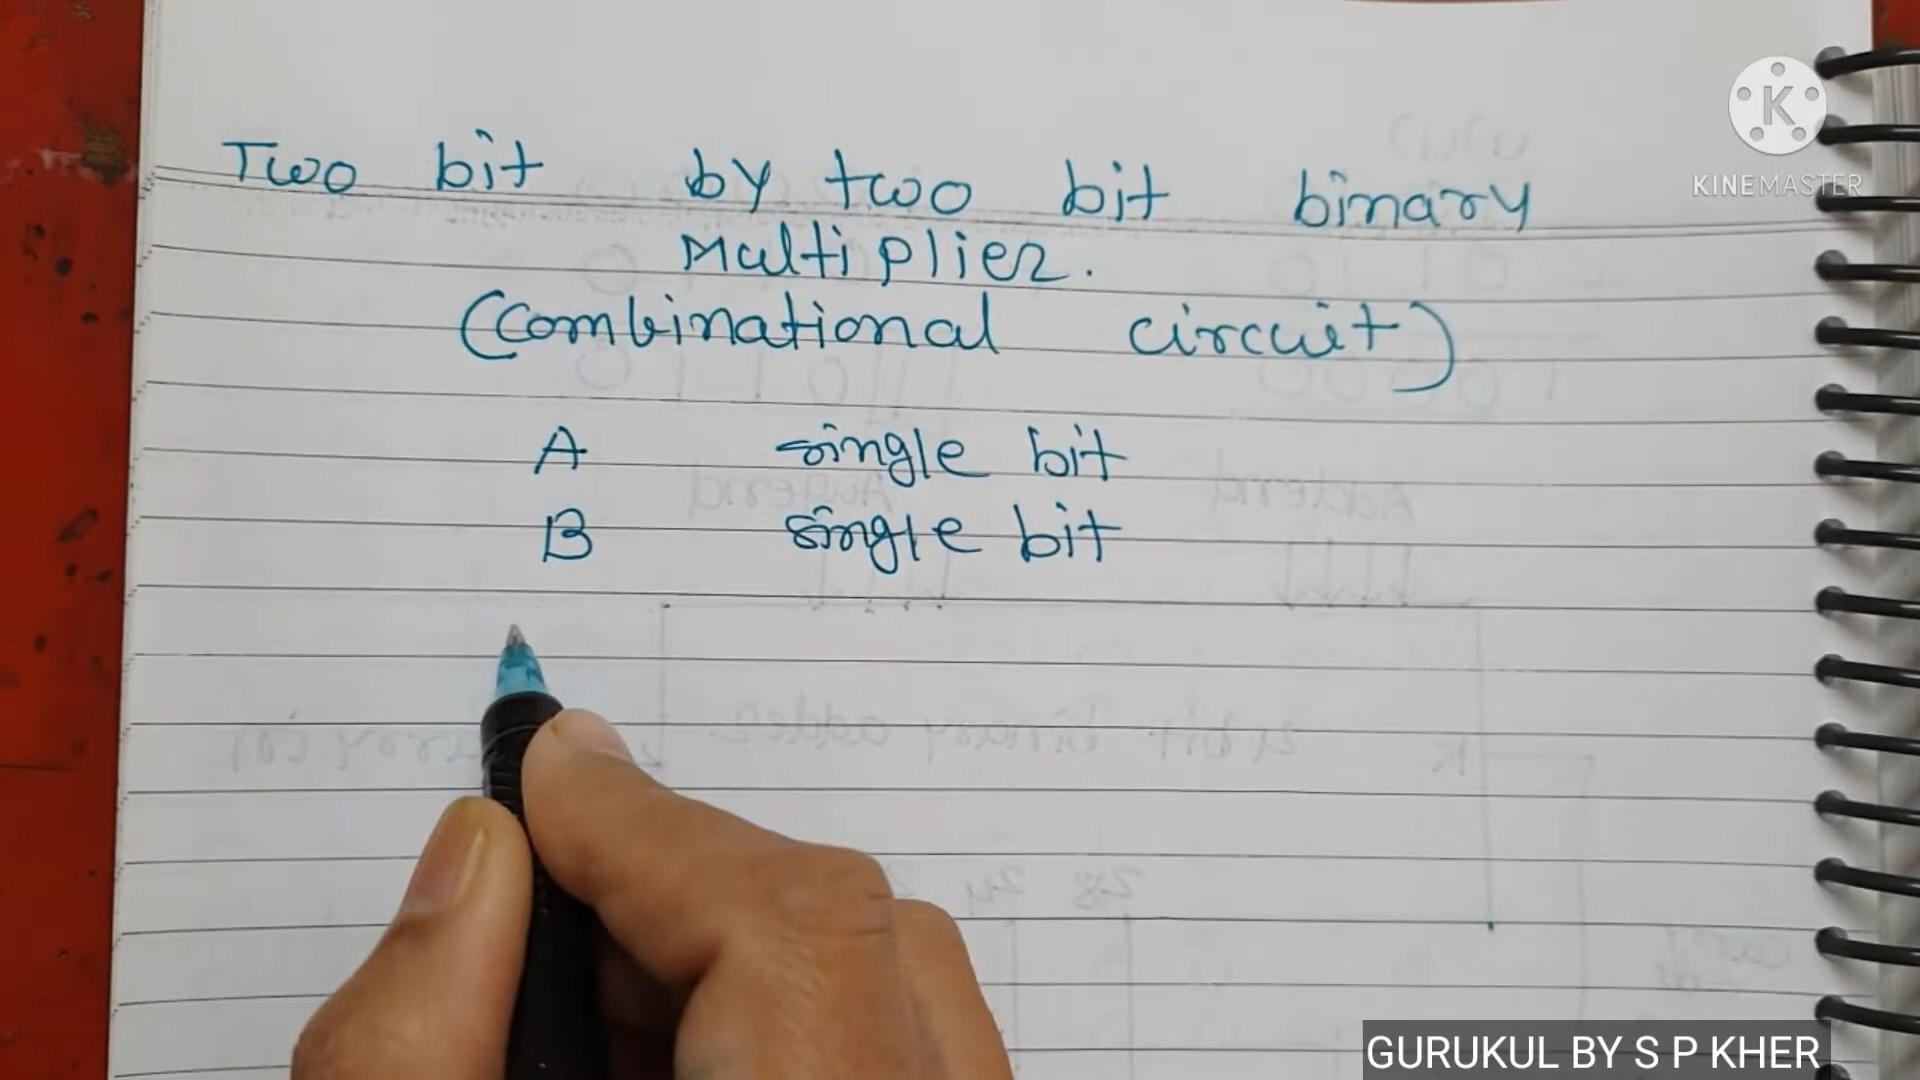 KINEMASTER
Two bit by two bit binary
Multiplier.
(combinational circuit)
A single bit
B single bit
GURUKUL BY S P KHER